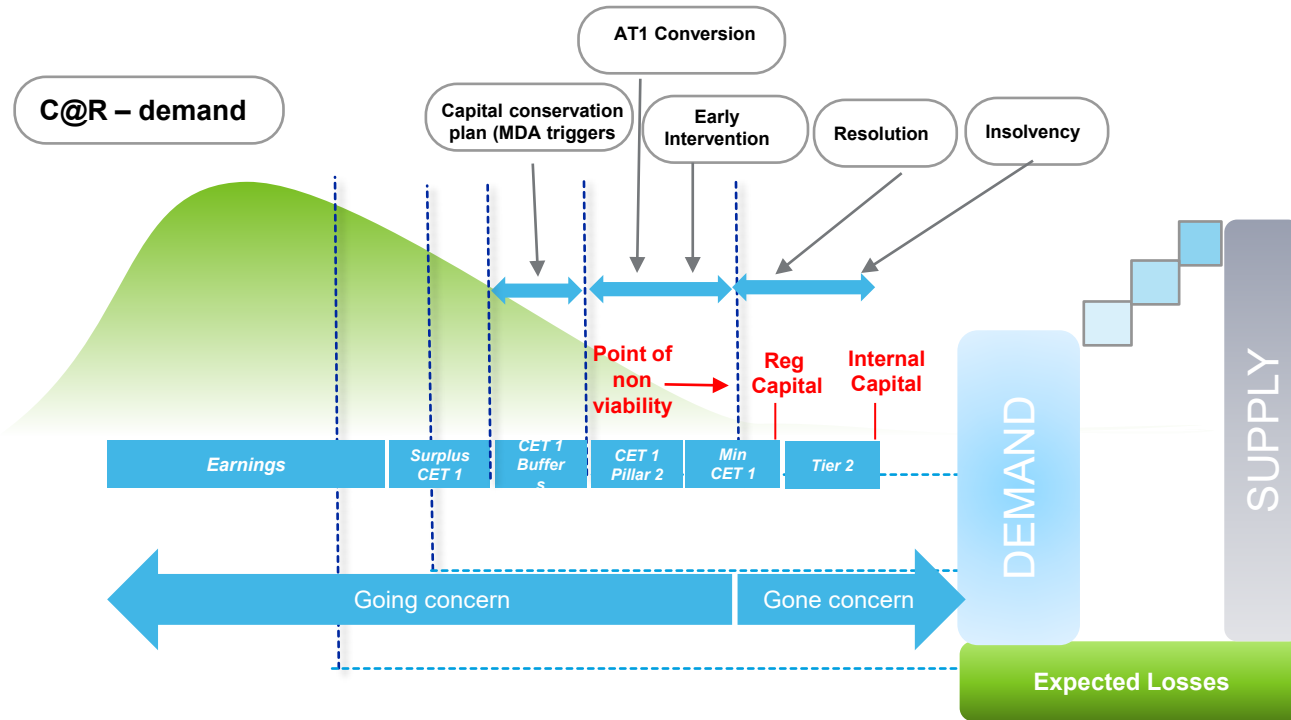 AT1 Conversion
C@R – demand
Capital conservation
plan (MDA triggers
Early
Intervention
Resolution
Insolvency
Point of
non
viability
Reg
Capital
Internal
Capital
Earnings
Surplus
CET 1
CET 1
Buffer
s
CET 1
Pillar 2
Min
CET 1
Tier 2
DEMAND
SUPPLY
Going concern
Gone concern
Expected Losses